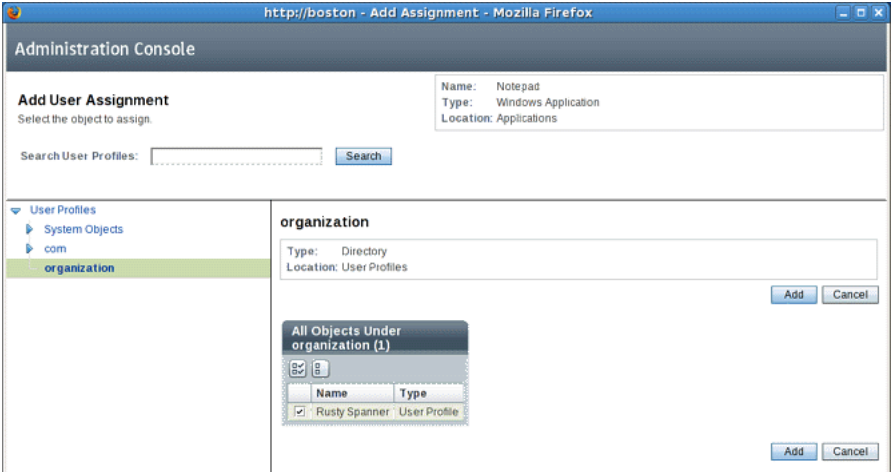 http://boston - Add Assignment - Mozilla Firefox
Administration Console
Add User Assignment
Select the object to assign.
Name: Notepad
Type: Windows Application
Location: Applications
Search User Profiles:
Search
User Profiles
System Objects
com
organization
organization
Type: Directory
Location: User Profiles
Add Cancel
All Objects Under
organization (1)
Name Type
Rusty Spanner User Profile
Add Cancel